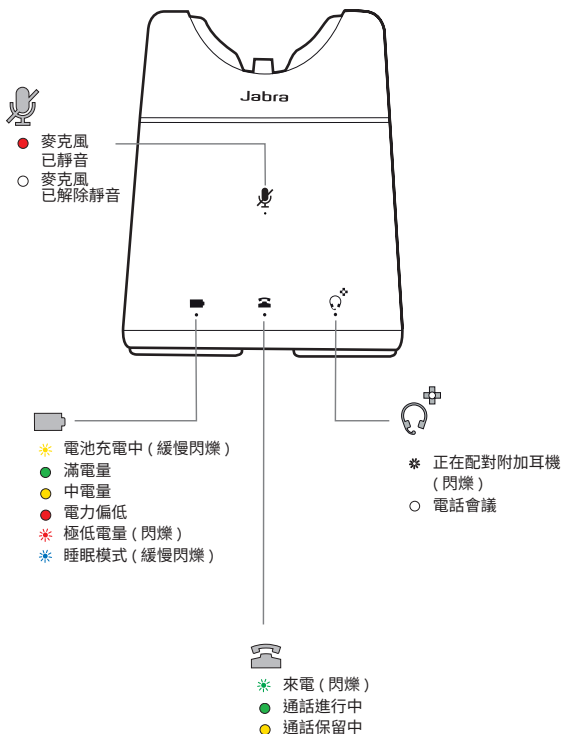 Jabra
麥克風
已靜音
麥克風
已解除靜音
電池充電中 ( 緩慢閃爍 )
滿電量
中電量
電力偏低
極低電量 ( 閃爍 )
睡眠模式 ( 緩慢閃爍 )
正在配對附加耳機
( 閃爍 )
電話會議
來電 ( 閃爍 )
通話進行中
通話保留中